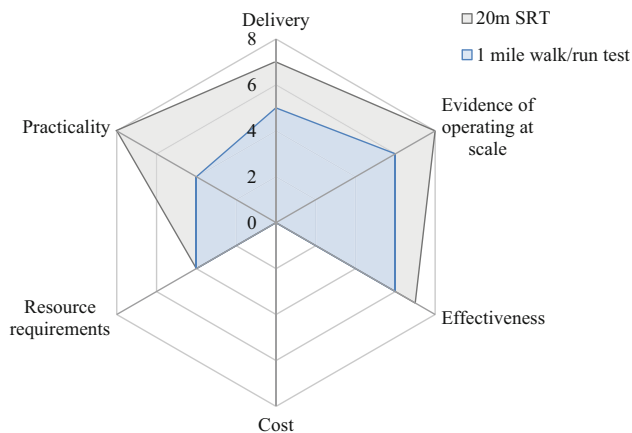 Delivery
20m SRT
1 mile walk/run test
8
6
4
2
0
Evidence of
operating at
scale
Practicality
Resource
requirements
Effectiveness
Cost